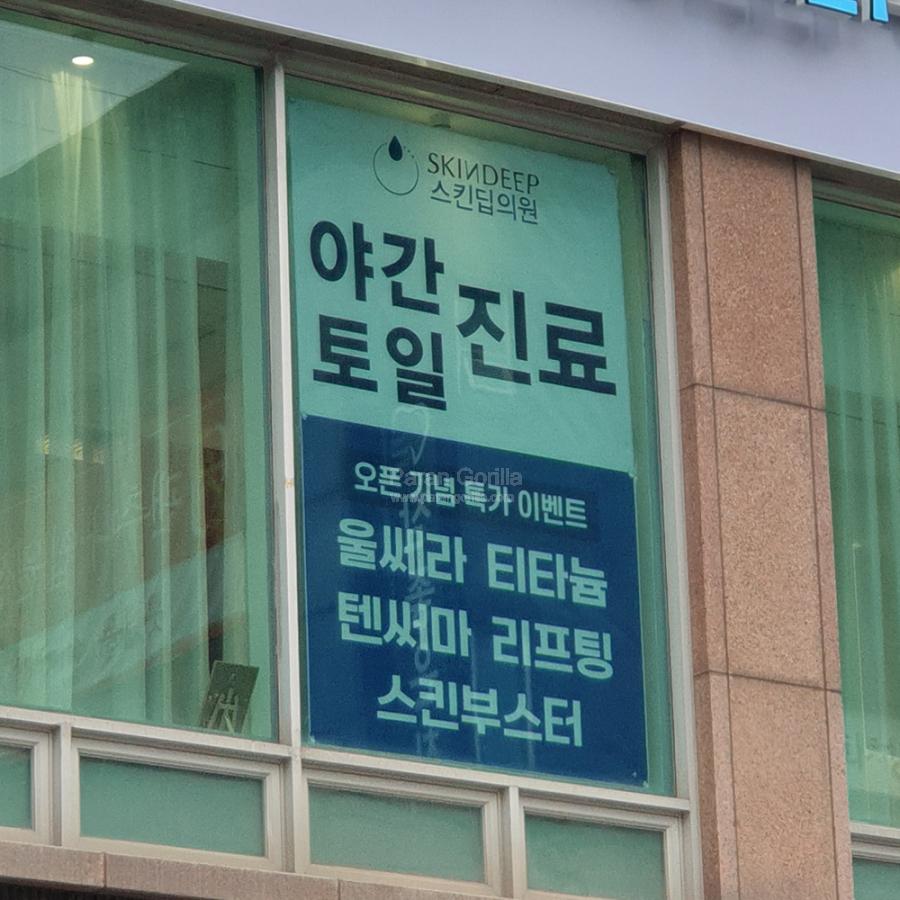 SKINDEEP
스킨딥의원
야간
토일
진료
오픈 기념 특가 이벤트
울쎄라 티타늄
텐써마 리프팅
스킨부스터
Paran Gorilla